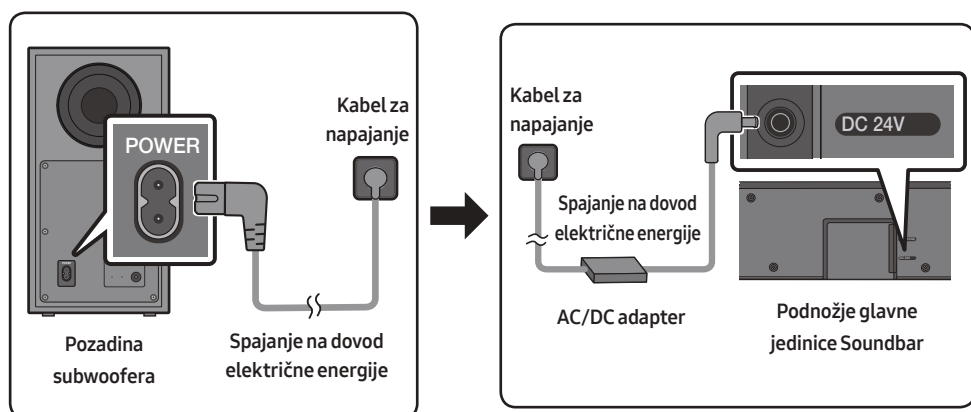 POWER
Kabel za
napajanje
Pozadina
subwoofera
Spajanje na dovod
električne energije
Kabel za
napajanje
DC 24V
Spajanje na dovod
električne energije
AC/DC adapter
Podnožje glavne
jedinice Soundbar